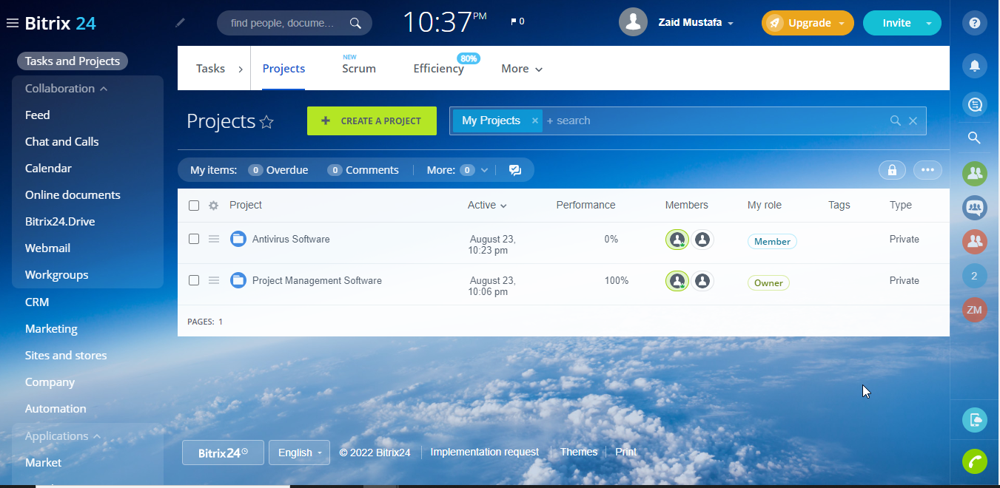 Bitrix 24
find people, docume...
10:37 PM
0
Zaid Mustafa
Upgrade
Invite
?
Tasks and Projects
Collaboration
Feed
Chat and Calls
Calendar
Online documents
Bitrix24.Drive
Webmail
Workgroups
CRM
Marketing
Sites and stores
Company
Automation
Applications
Market
Tasks
Projects
NEW
Scrum
Efficiency
80%
More
Projects
+ CREATE A PROJECT
My Projects ×
+ search
My items: 0 Overdue 0 Comments More: 0
Project Active Performance Members My role Tags Type
Antivirus Software August 23, 0% Member Private
10:23 pm
Project Management Software August 23, 100% Owner Private
10:06 pm
PAGES: 1
2
ZM
Bitrix24 English © 2022 Bitrix24 Implementation request Themes Print